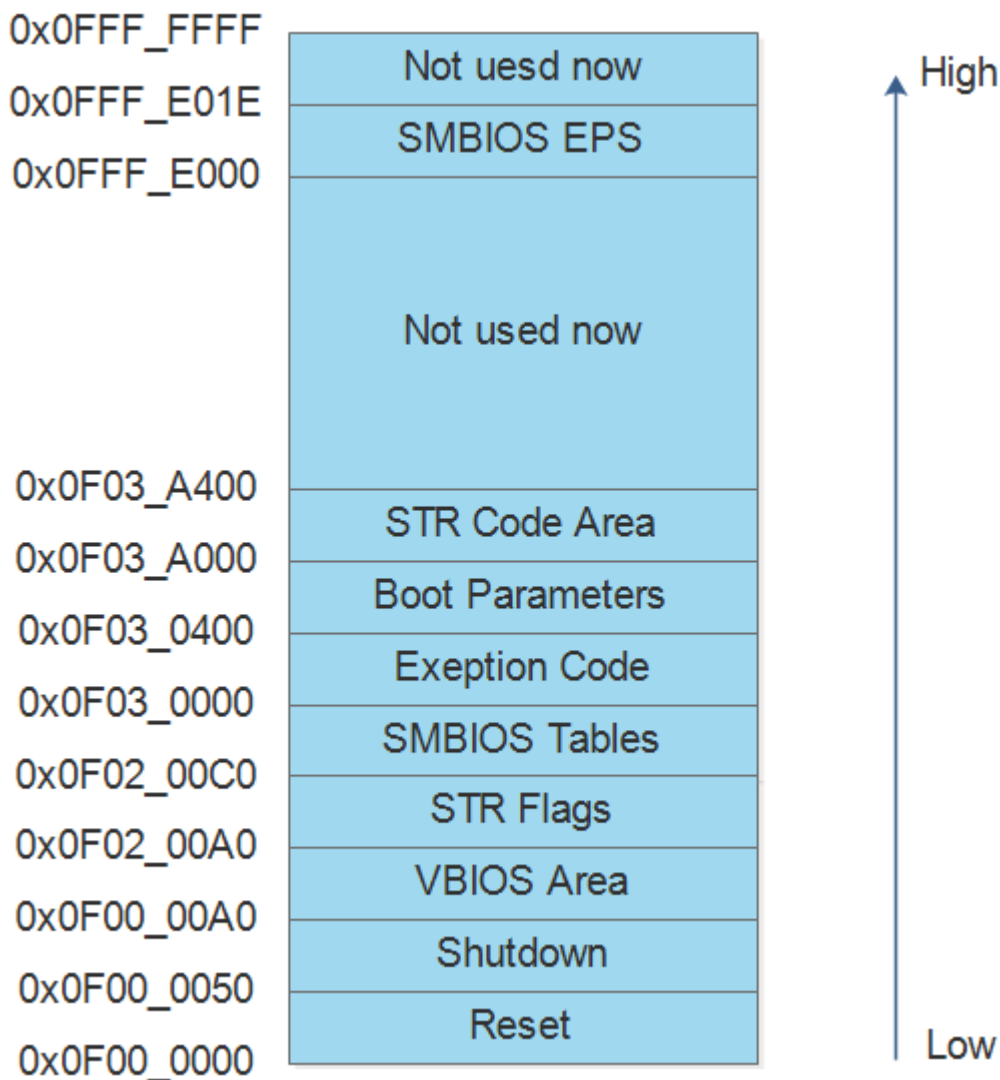 0x0FFF_FFFF
Not uesd now
High
0x0FFF_E01E
SMBIOS EPS
0x0FFF_E000
Not used now
0x0F03_A400
STR Code Area
0x0F03_A000
Boot Parameters
0x0F03_0400
Exeption Code
0x0F03_0000
SMBIOS Tables
0x0F02_00C0
STR Flags
0x0F02_00A0
VBIOS Area
0x0F00_00A0
Shutdown
0x0F00_0050
Reset
Low
0x0F00_0000